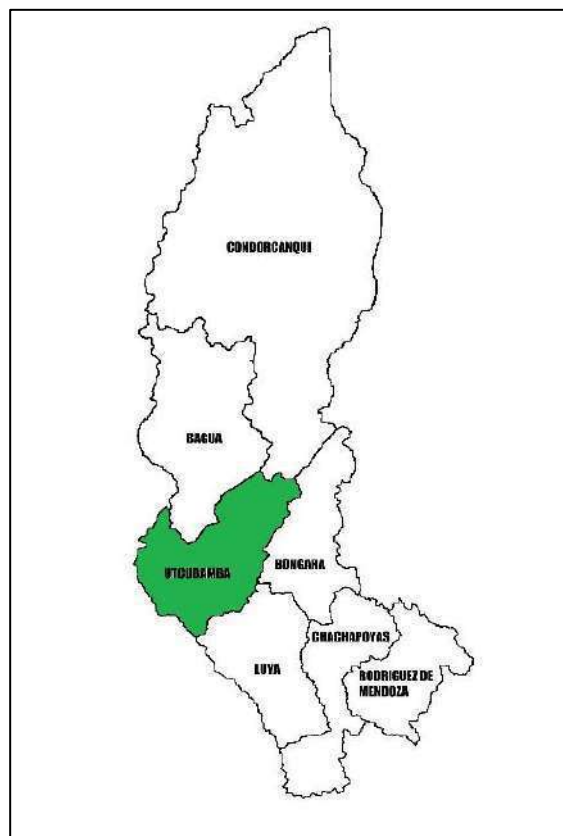 CONDORCANQUI
BAGUA
UTCUBAMBA
BONGARA
CHACHAPOYAS
LUYA
RODRIGUEZ DE
MENDOZA